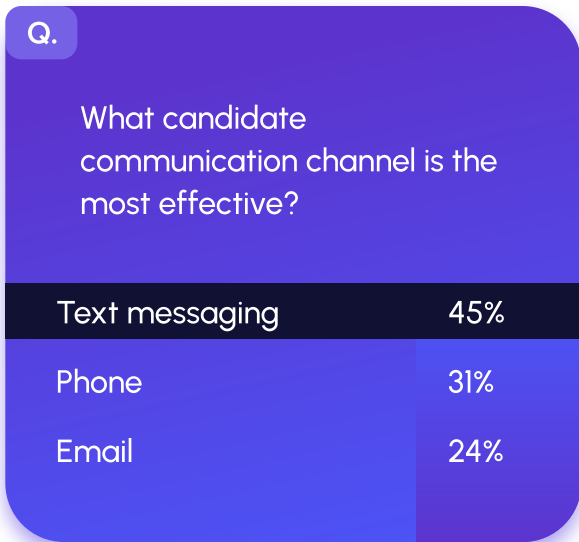 Q.
What candidate
communication channel is the
most effective?
Text messaging 45%
Phone 31%
Email 24%